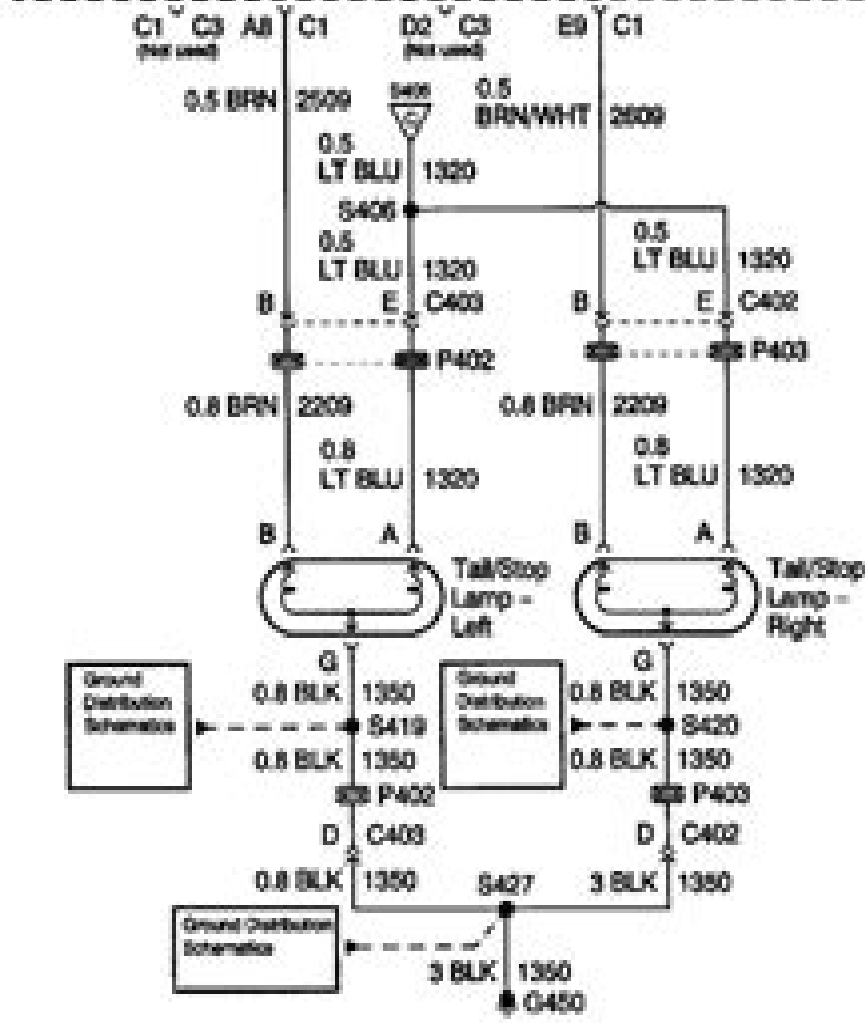 C1 C3 A8 C1 D2 C3 E9 C1
(Not used) (Not used)
0.5 BRN 2509
0.5
BRN/WHT 2609
C
0.5
LT BLU 1320
S406
0.5
LT BLU 1320
0.5
LT BLU 1320
B E C403 B E C402
P402 P403
0.8 BRN 2209 0.8 BRN 2209
0.8
LT BLU 1320
0.8
LT BLU 1320
B A B A
Tail/Stop
Lamp –
Left
Tail/Stop
Lamp –
Right
G G
Ground
Distribution
Schematics
0.8 BLK 1350
S419
0.8 BLK 1350
Ground
Distribution
Schematics
0.8 BLK 1350
S420
0.8 BLK 1350
P402 P403
D C403 D C402
0.8 BLK 1350 S427 3 BLK 1350
Ground Distribution
Schematics
3 BLK 1350
G450